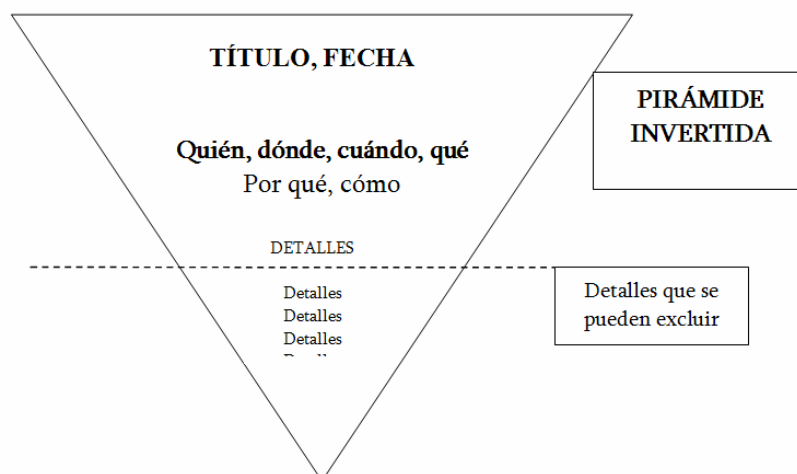 TÍTULO, FECHA
PIRÁMIDE
INVERTIDA
Quién, dónde, cuándo, qué
Por qué, cómo
DETALLES
Detalles
Detalles
Detalles
Detalles que se
pueden excluir